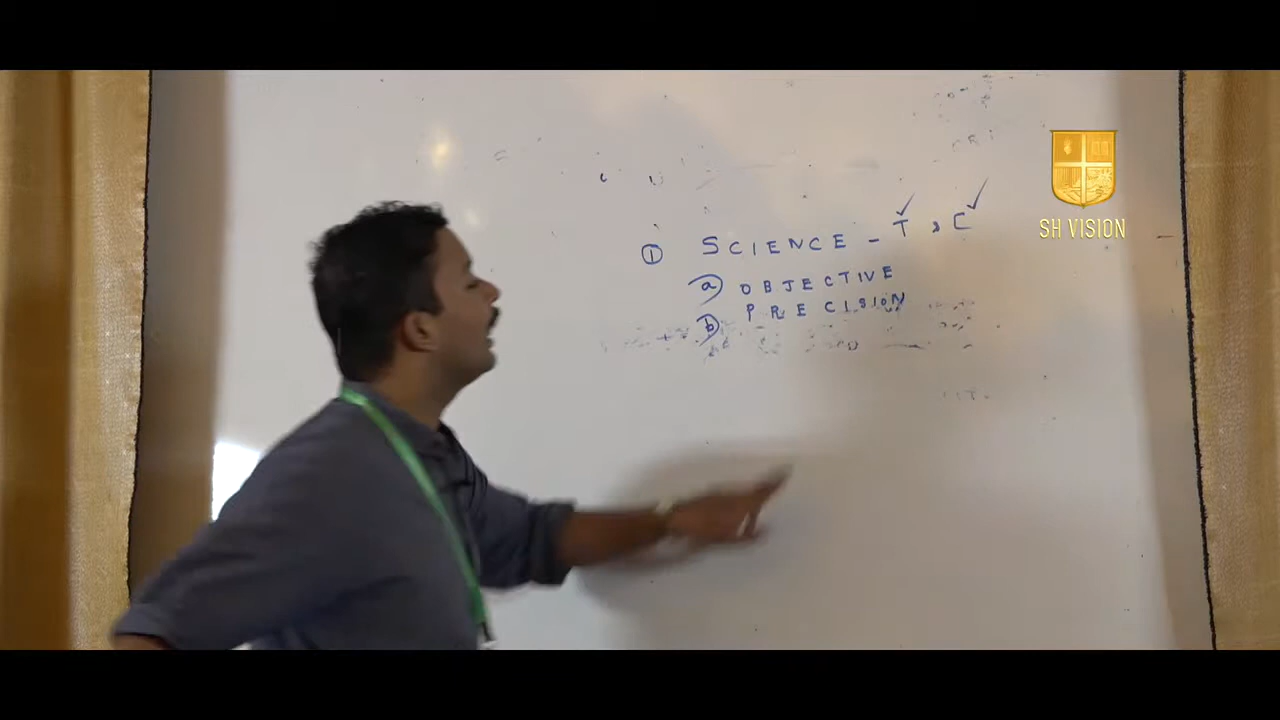 ① SCIENCE - T, C
a) OBJECTIVE
b) PRECISION
SH VISION